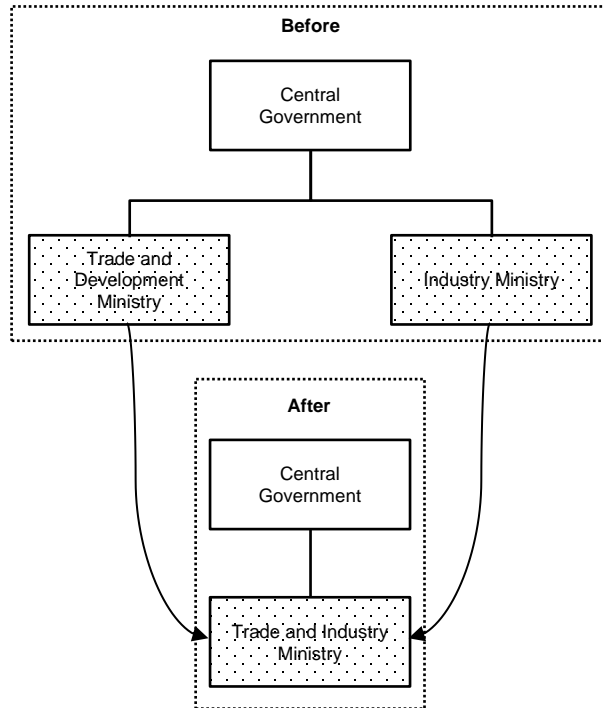 Before
Central
Government
Trade and
Development
Ministry
Industry Ministry
After
Central
Government
Trade and Industry
Ministry